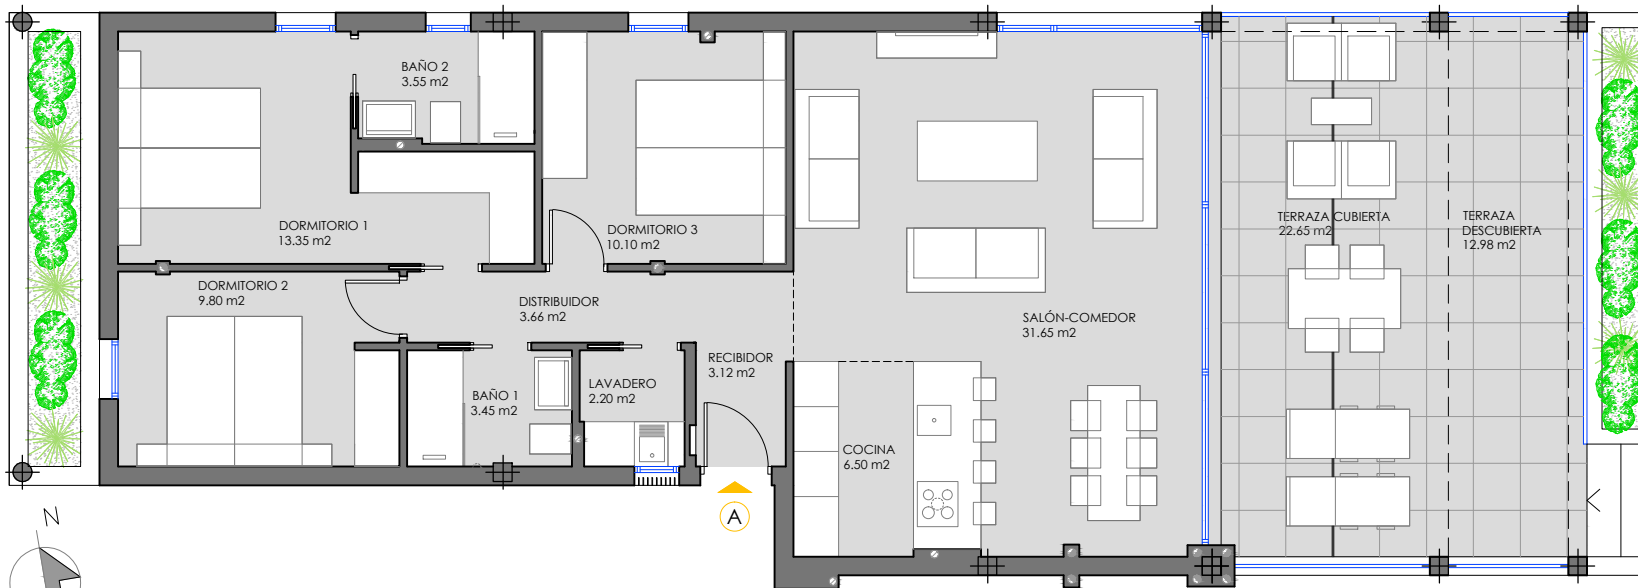 BAÑO 2
3.55 m2
DORMITORIO 1
13.35 m2
DORMITORIO 3
10.10 m2
TERRAZA CUBIERTA
22.65 m2
TERRAZA
DESCUBIERTA
12.98 m2
DORMITORIO 2
9.80 m2
DISTRIBUIDOR
3.66 m2
SALÓN-COMEDOR
31.65 m2
RECIBIDOR
3.12 m2
LAVADERO
2.20 m2
BAÑO 1
3.45 m2
COCINA
6.50 m2
A
N